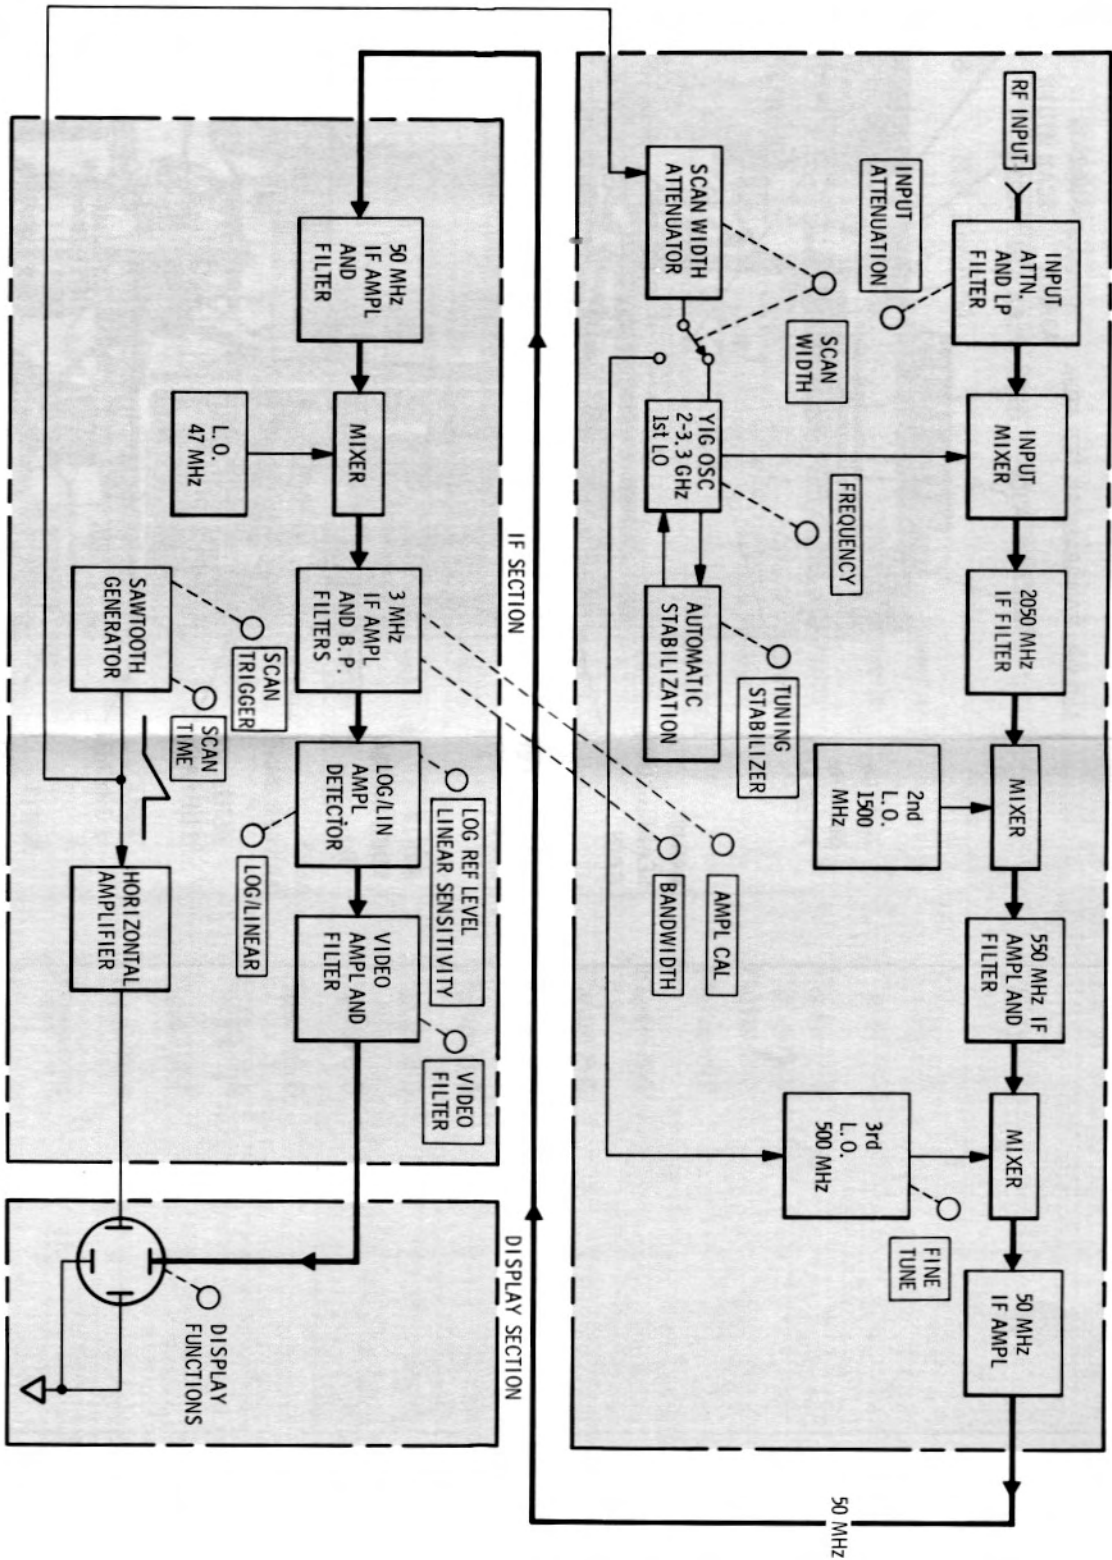 RF INPUT
INPUT
ATTN.
AND LP
FILTER
INPUT
MIXER
2050 MHz
IF FILTER
MIXER
550 MHz IF
AMPL AND
FILTER
MIXER
50 MHz
IF AMPL
INPUT
ATTENUATION
SCAN
WIDTH
FREQUENCY
2nd
L.O.
1500
MHz
3rd
L.O.
500 MHz
FINE
TUNE
SCAN WIDTH
ATTENUATOR
YIG OSC
2-3.3 GHz
1st LO
AUTOMATIC
STABILIZATION
TUNING
STABILIZER
AMPL CAL
BANDWIDTH
50 MHz
IF SECTION
DISPLAY SECTION
50 MHz
IF AMPL
AND
FILTER
MIXER
3 MHz
IF AMPL
AND B.P.
FILTERS
LOG/LIN
AMPL
DETECTOR
VIDEO
AMPL AND
FILTER
LOG REF LEVEL
LINEAR SENSITIVITY
VIDEO
FILTER
L.O.
47 MHz
SCAN
TRIGGER
LOG/LINEAR
SCAN
TIME
SAWTOOTH
GENERATOR
HORIZONTAL
AMPLIFIER
DISPLAY
FUNCTIONS